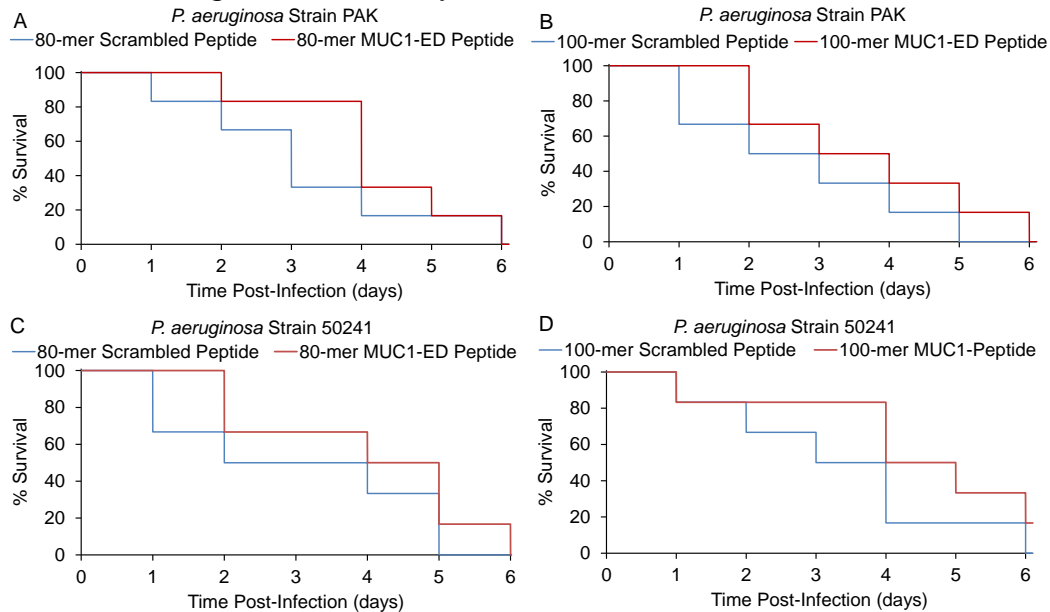 A
P. aeruginosa Strain PAK
80-mer Scrambled Peptide 80-mer MUC1-ED Peptide
100
80
60
40
20
0
% Survival
0 1 2 3 4 5 6
Time Post-Infection (days)
B
P. aeruginosa Strain PAK
100-mer Scrambled Peptide 100-mer MUC1-ED Peptide
100
80
60
40
20
0
% Survival
0 1 2 3 4 5 6
Time Post-Infection (days)
C
P. aeruginosa Strain 50241
80-mer Scrambled Peptide 80-mer MUC1-ED Peptide
100
80
60
40
20
0
% Survival
0 1 2 3 4 5 6
Time Post-Infection (days)
D
P. aeruginosa Strain 50241
100-mer Scrambled Peptide 100-mer MUC1-Peptide
100
80
60
40
20
0
% Survival
0 1 2 3 4 5 6
Time Post-Infection (days)